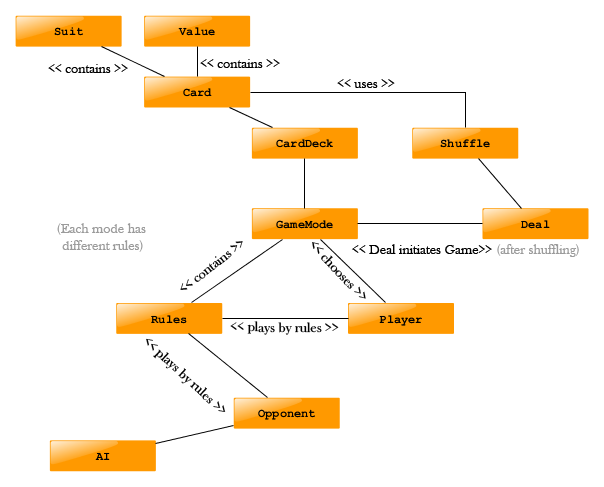 Suit
Value
<< contains >>
<< contains >>
Card
<< uses >>
CardDeck
Shuffle
GameMode
Deal
(Each mode has
different rules)
<< Deal initiates Game>> (after shuffling)
<< contains >>
<< chooses >>
Rules
<< plays by rules >>
Player
<< plays by rules >>
Opponent
AI